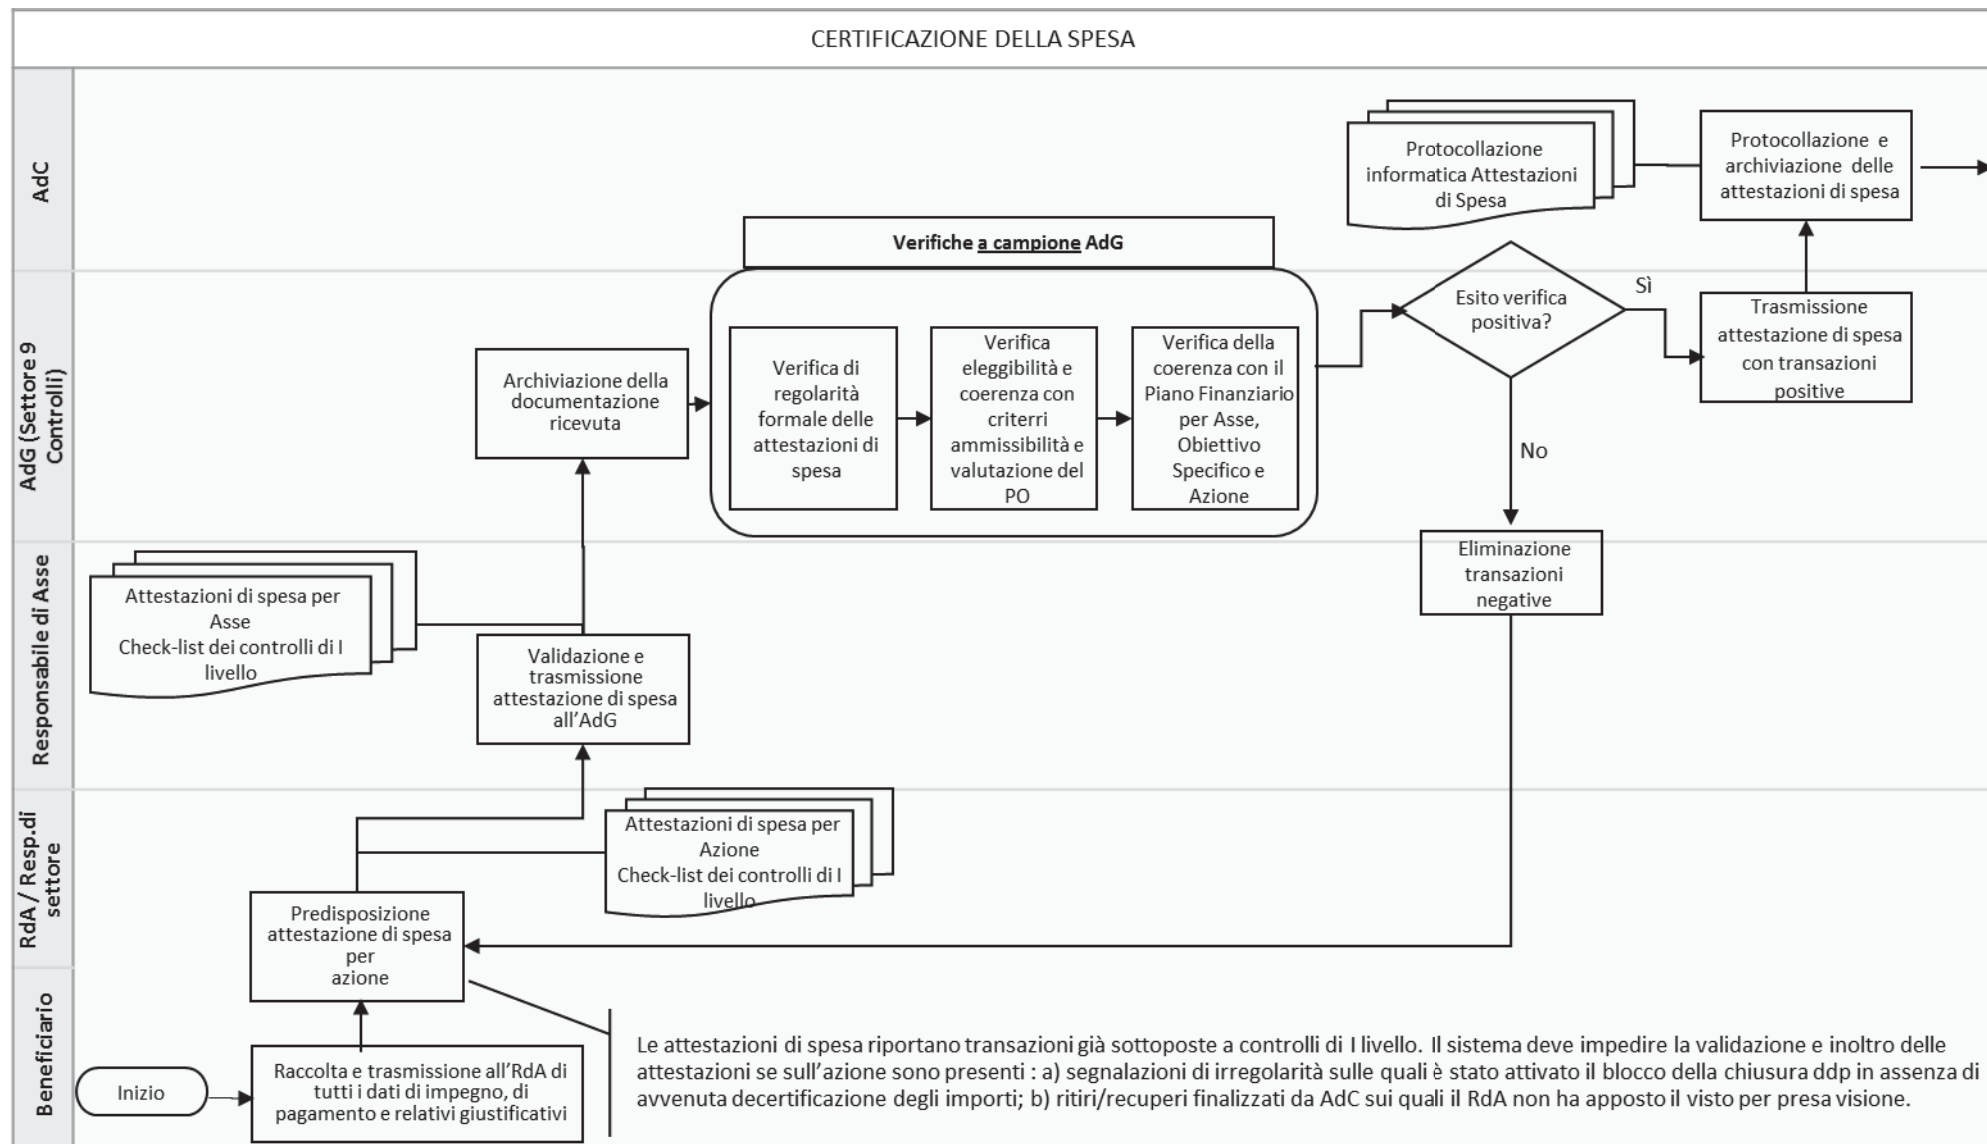 CERTIFICAZIONE DELLA SPESA
AdC
Protocollazione
informatica Attestazioni
di Spesa
Protocollazione e
archiviazione delle
attestazioni di spesa
Verifiche a campione AdG
AdG (Settore 9
Controlli)
Archiviazione della
documentazione
ricevuta
Verifica di
regolarità
formale delle
attestazioni di
spesa
Verifica
eleggibilità e
coerenza con
criterri
ammissibilità e
valutazione del
PO
Verifica della
coerenza con il
Piano Finanziario
per Asse,
Obiettivo
Specifico e
Azione
Esito verifica
positiva?
Sì
No
Trasmissione
attestazione di spesa
con transazioni
positive
Responsabile di Asse
Attestazioni di spesa per
Asse
Check-list dei controlli di I
livello
Validazione e
trasmissione
attestazione di spesa
all'AdG
Eliminazione
transazioni
negative
RdA / Resp.di
settore
Attestazioni di spesa per
Azione
Check-list dei controlli di I
livello
Predisposizione
attestazione di spesa
per
azione
Beneficiario
Inizio
Raccolta e trasmissione all'RdA di
tutti i dati di impegno, di
pagamento e relativi giustificativi
Le attestazioni di spesa riportano transazioni già sottoposte a controlli di I livello. Il sistema deve impedire la validazione e inoltro delle
attestazioni se sull'azione sono presenti : a) segnalazioni di irregolarità sulle quali è stato attivato il blocco della chiusura ddp in assenza di
avvenuta decertificazione degli importi; b) ritiri/recuperi finalizzati da AdC sui quali il RdA non ha apposto il visto per presa visione.